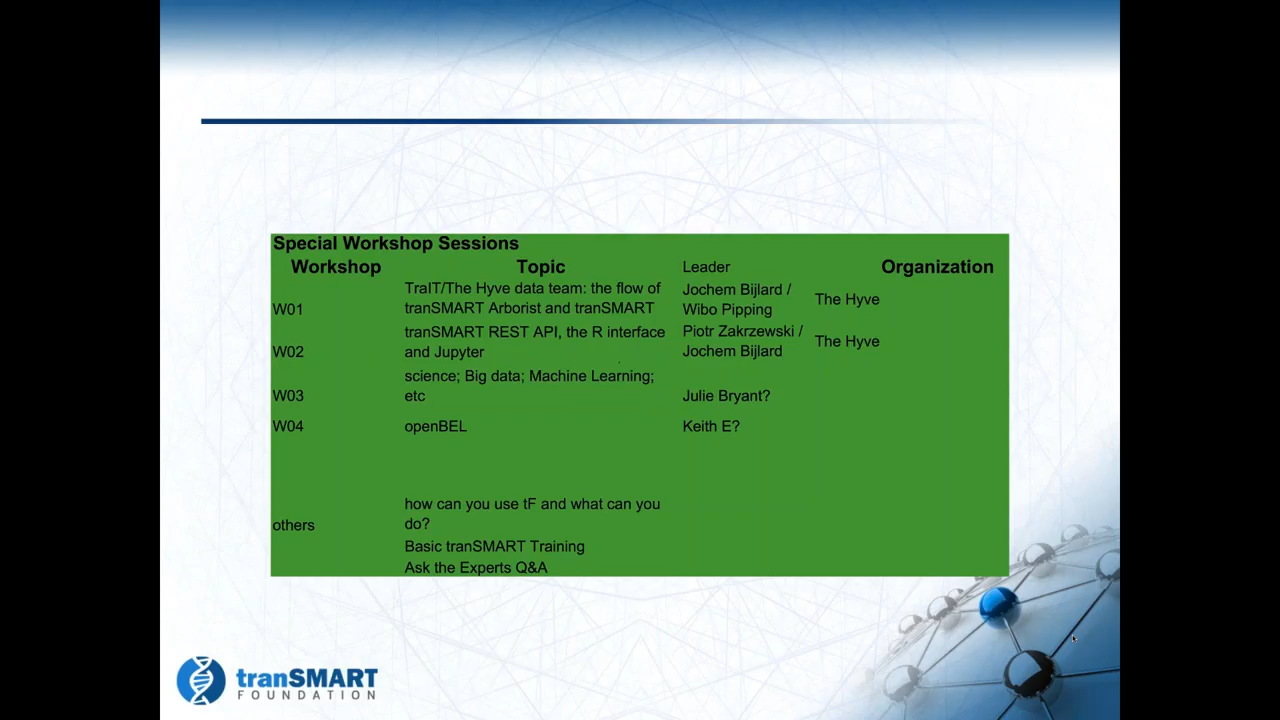 Special Workshop Sessions
Workshop Topic Leader Organization
TraIT/The Hyve data team: the flow of
tranSMART Arborist and tranSMART
W01
Jochem Bijlard /
Wibo Pipping
The Hyve
tranSMART REST API, the R interface
and Jupyter
W02
Piotr Zakrzewski /
Jochem Bijlard
The Hyve
science; Big data; Machine Learning;
etc
W03
Julie Bryant?
W04 openBEL Keith E?
how can you use tF and what can you
do?
others
Basic tranSMART Training
Ask the Experts Q&A
tranSMART
FOUNDATION